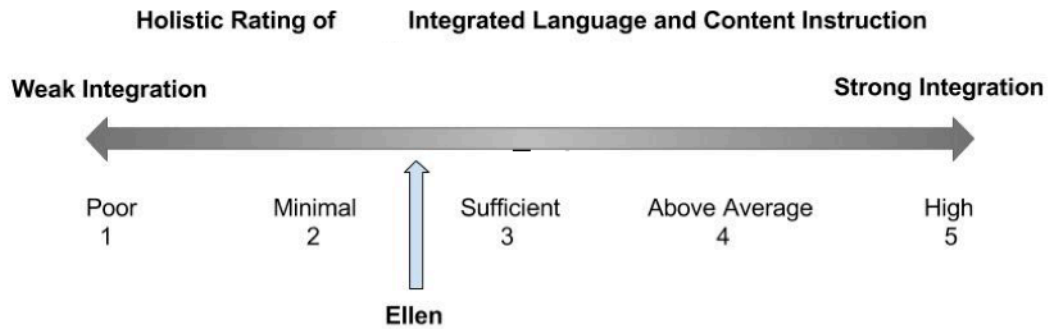 Holistic Rating of Integrated Language and Content Instruction
Weak Integration Strong Integration
Poor Minimal Sufficient Above Average High
1 2 3 4 5
Ellen